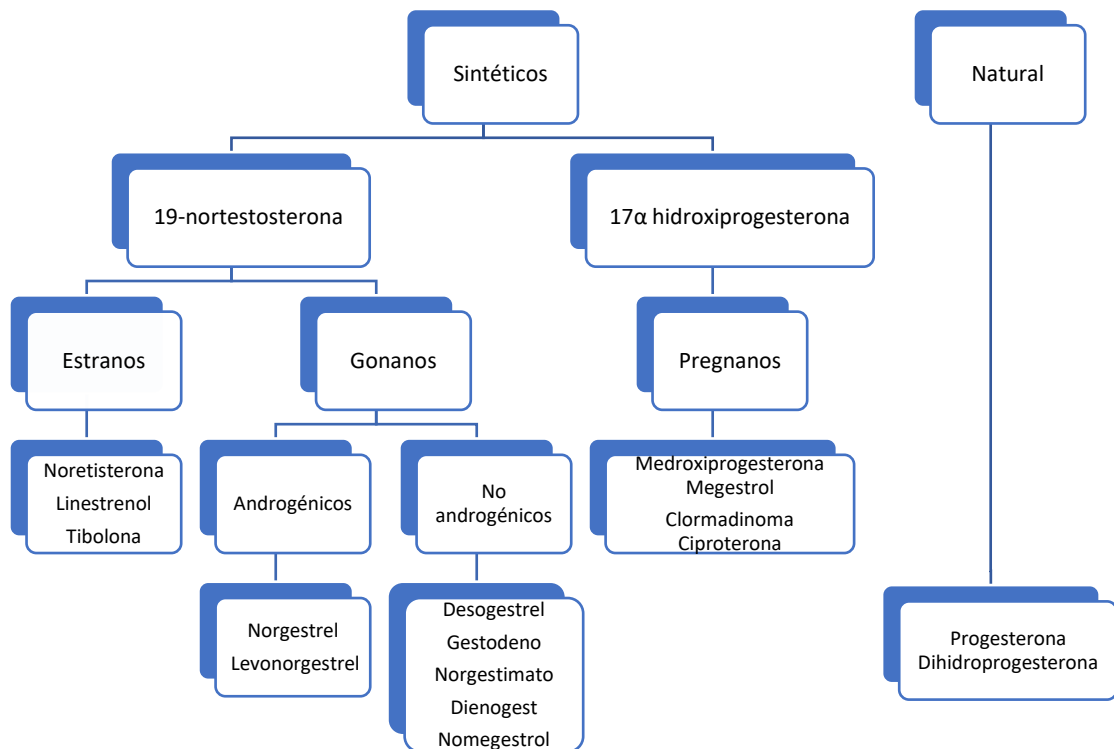 Sintéticos
Natural
19-nortestosterona
17α hidroxiprogesterona
Estranos
Gonanos
Pregnanos
Noretisterona
Linestrenol
Tibolona
Androgénicos
No
androgénicos
Medroxiprogesterona
Megestrol
Clormadinoma
Ciproterona
Norgestrel
Levonorgestrel
Desogestrel
Gestodeno
Norgestimato
Dienogest
Nomegestrol
Progesterona
Dihidroprogesterona